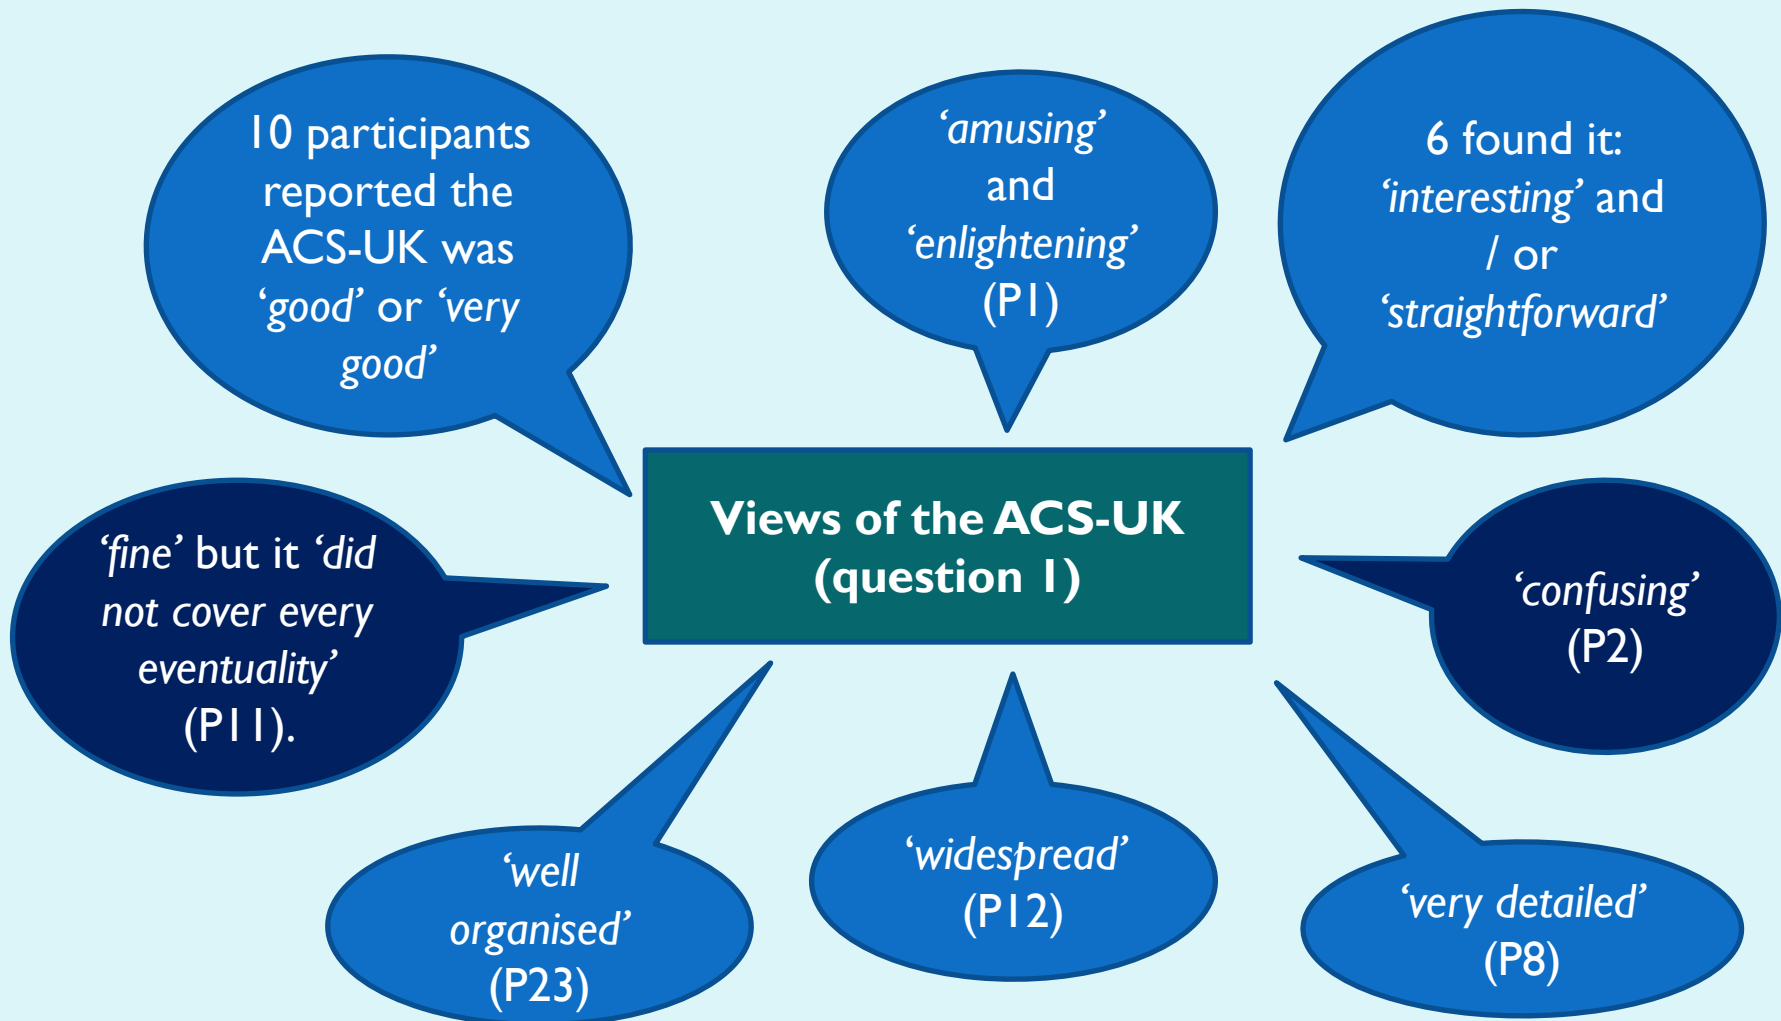 10 participants
reported the
ACS-UK was
‘good’ or ‘very
good’
‘amusing’
and
‘enlightening’
(P1)
6 found it:
‘interesting’ and
/ or
‘straightforward’
Views of the ACS-UK
(question 1)
‘fine’ but it ‘did
not cover every
eventuality’
(P11).
‘confusing’
(P2)
‘well
organised’
(P23)
‘widespread’
(P12)
‘very detailed’
(P8)